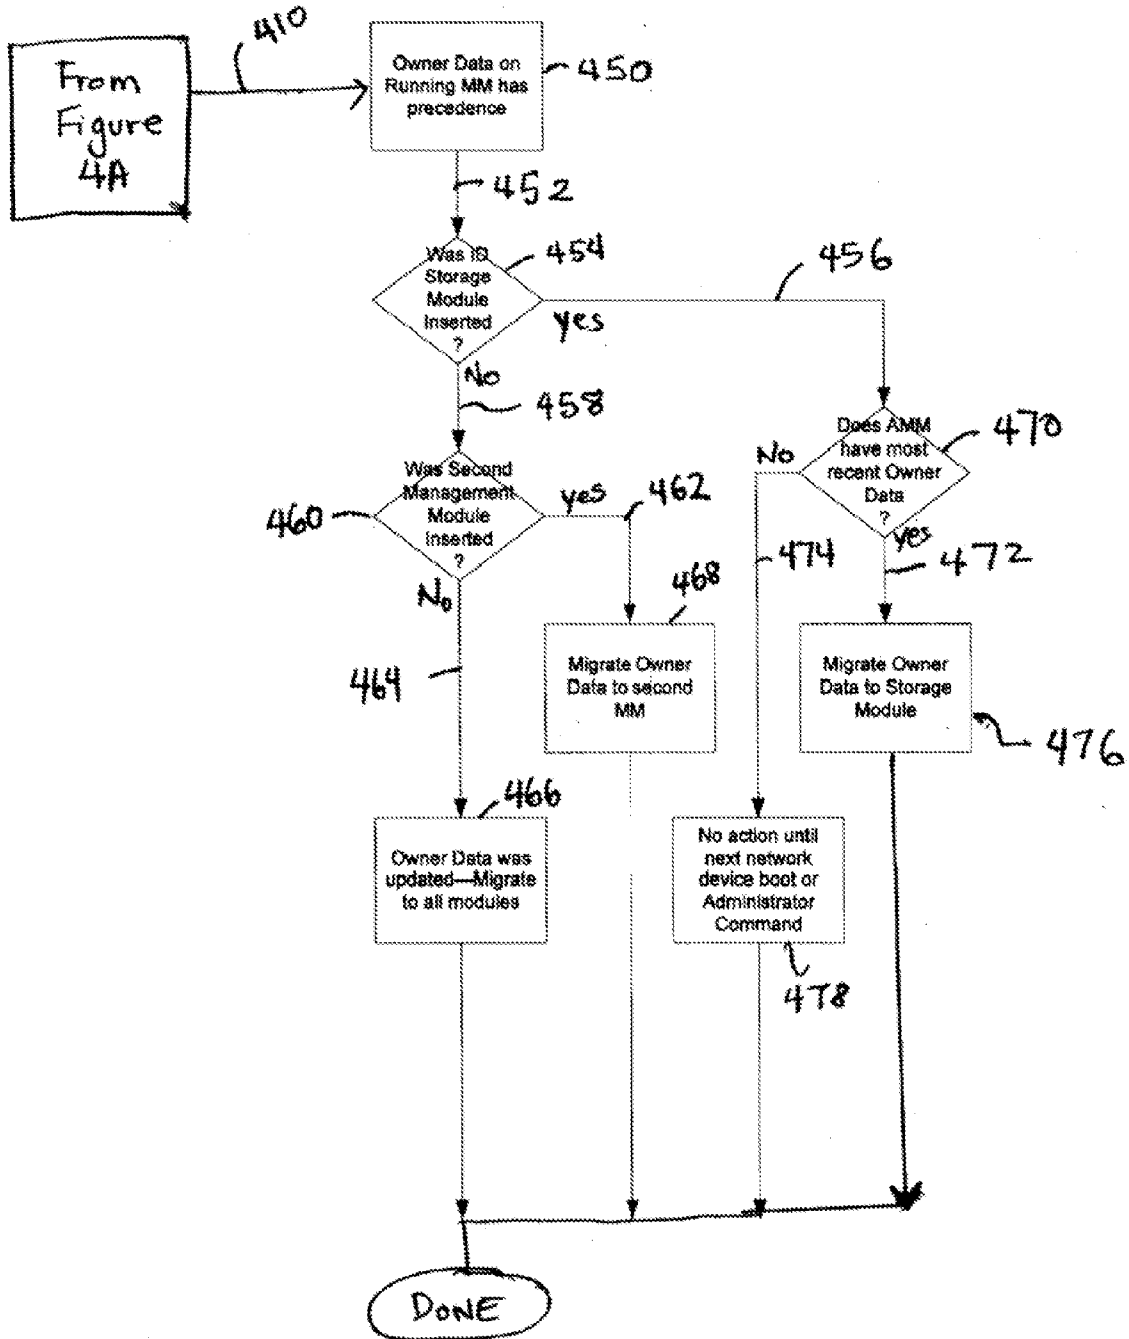 From
Figure
4A
410
Owner Data on
Running MM has
precedence
450
452
Was ID
Storage
Module
Inserted
?
454
yes
456
No
458
Does AMM
have most
recent Owner
Data
?
470
No
yes
Was Second
Management
Module
Inserted
?
460
yes
462
No
474
472
468
Migrate Owner
Data to second
MM
Migrate Owner
Data to Storage
Module
476
464
466
Owner Data was
updated—Migrate
to all modules
No action until
next network
device boot or
Administrator
Command
478
DONE